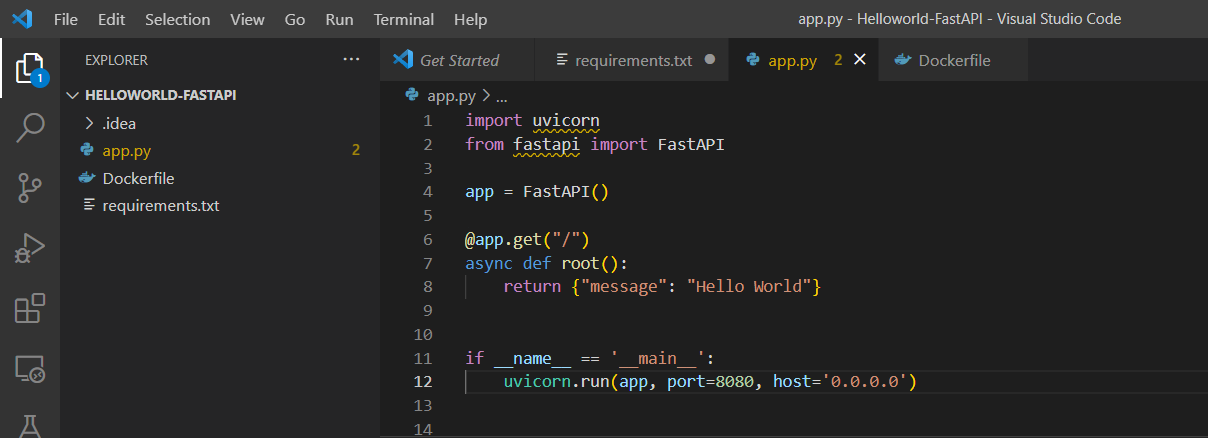 File Edit Selection View Go Run Terminal Help app.py - Helloworld-FastAPI - Visual Studio Code
1
EXPLORER ...
HELLOWORLD-FASTAPI
.idea
app.py 2
Dockerfile
requirements.txt
Get Started requirements.txt app.py 2 Dockerfile
app.py > ...
1 import uvicorn
2 from fastapi import FastAPI
3
4 app = FastAPI()
5
6 @app.get("/")
7 async def root():
8     return {"message": "Hello World"}
9
10
11 if __name__ == '__main__':
12     uvicorn.run(app, port=8080, host='0.0.0.0')
13
14